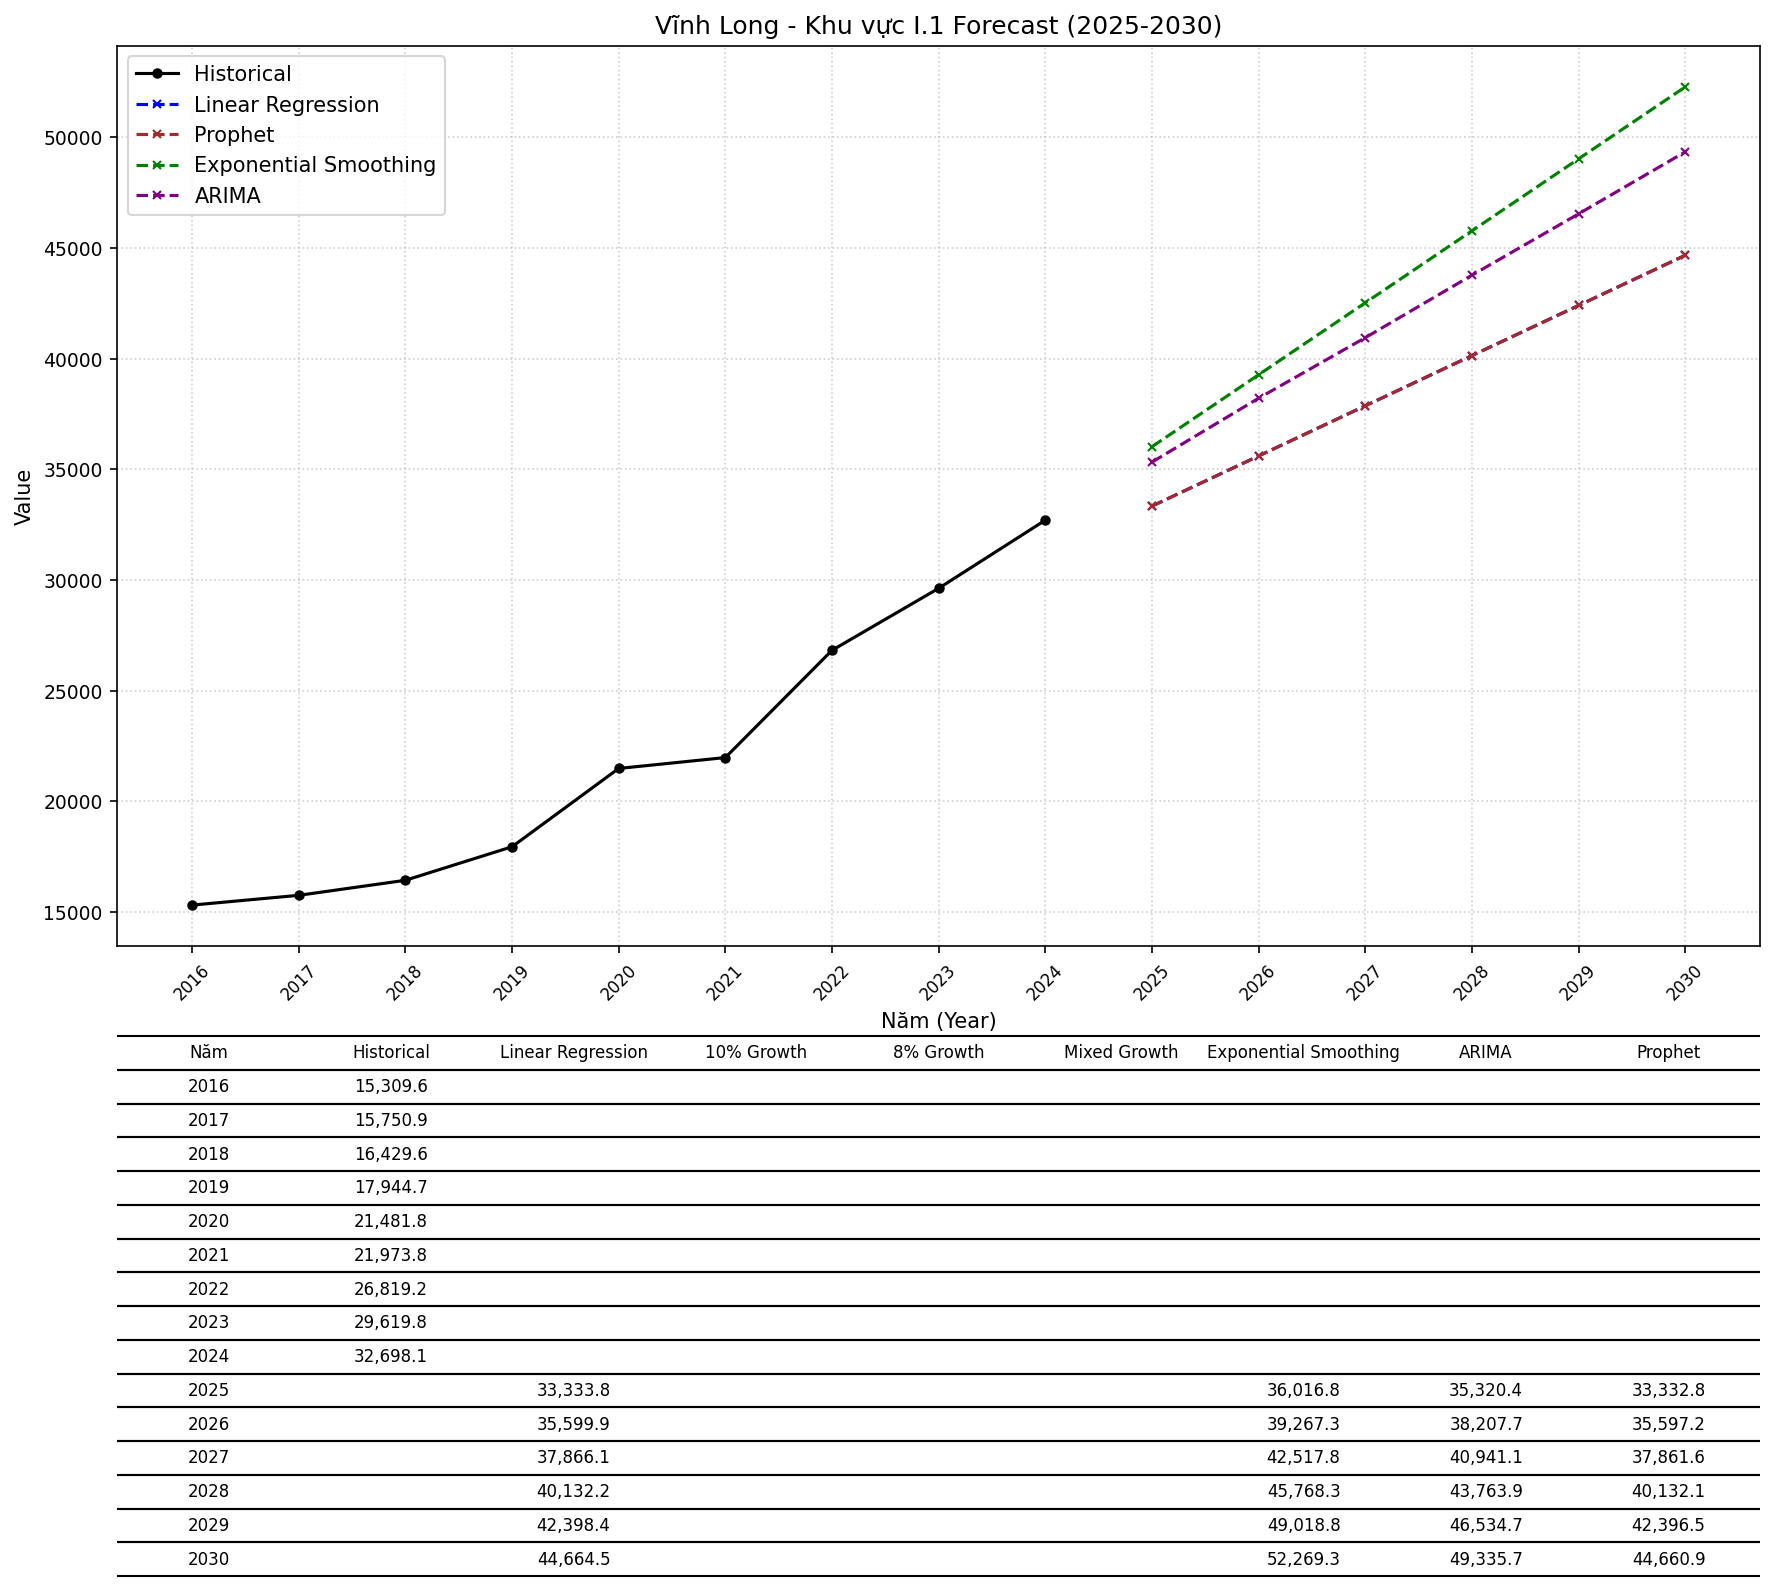 Vĩnh Long - Khu vực I.1 Forecast (2025-2030)
Historical
Linear Regression
Prophet
Exponential Smoothing
ARIMA
50000
45000
40000
35000
30000
25000
20000
15000
Value
2016 2017 2018 2019 2020 2021 2022 2023 2024 2025 2026 2027 2028 2029 2030
Năm (Year)
Năm Historical Linear Regression 10% Growth 8% Growth Mixed Growth Exponential Smoothing ARIMA Prophet
2016 15,309.6
2017 15,750.9
2018 16,429.6
2019 17,944.7
2020 21,481.8
2021 21,973.8
2022 26,819.2
2023 29,619.8
2024 32,698.1
2025 33,333.8 36,016.8 35,320.4 33,332.8
2026 35,599.9 39,267.3 38,207.7 35,597.2
2027 37,866.1 42,517.8 40,941.1 37,861.6
2028 40,132.2 45,768.3 43,763.9 40,132.1
2029 42,398.4 49,018.8 46,534.7 42,396.5
2030 44,664.5 52,269.3 49,335.7 44,660.9